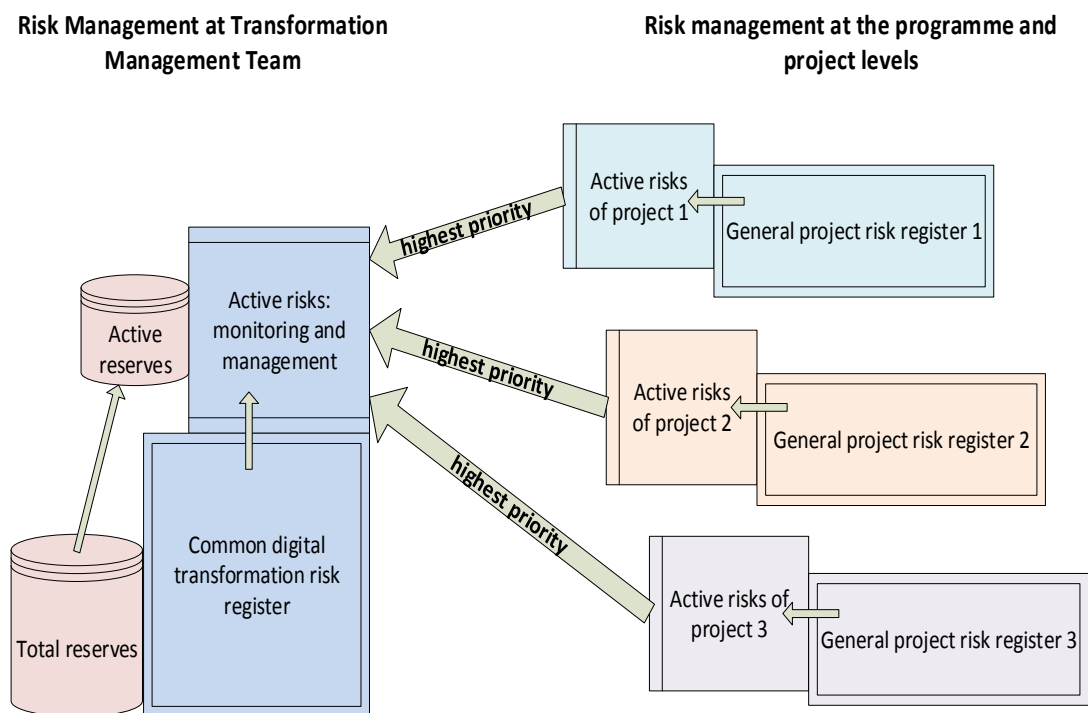 Risk Management at Transformation
Management Team
Risk management at the programme and
project levels
Active risks
of project 1
General project risk register 1
highest priority
Active risks:
monitoring and
management
Active
reserves
highest priority
Active risks
of project 2
General project risk register 2
highest priority
Common digital
transformation risk
register
Total reserves
Active risks of
project 3
General project risk register 3